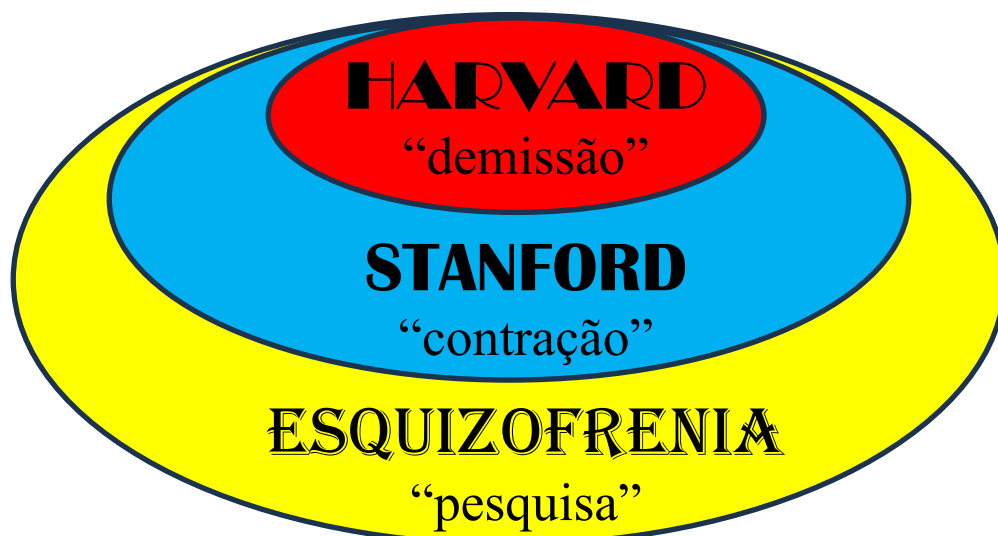 HARVARD
“demissão”
STANFORD
“contração”
ESQUIZOFRENIA
“pesquisa”